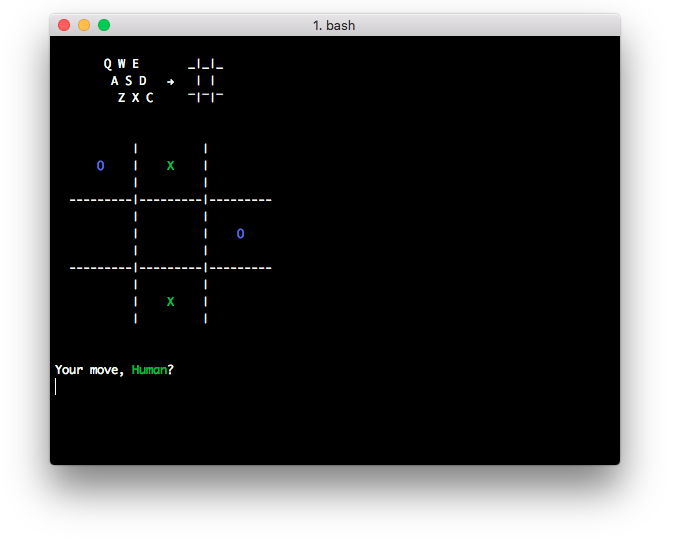 1. bash
Q W E _|_|_
A S D → | |
Z X C ‾|‾|‾
| |
O | X |
| |
---------|---------|---------
| |
| | O
| |
---------|---------|---------
| |
| X |
| |
Your move, Human?